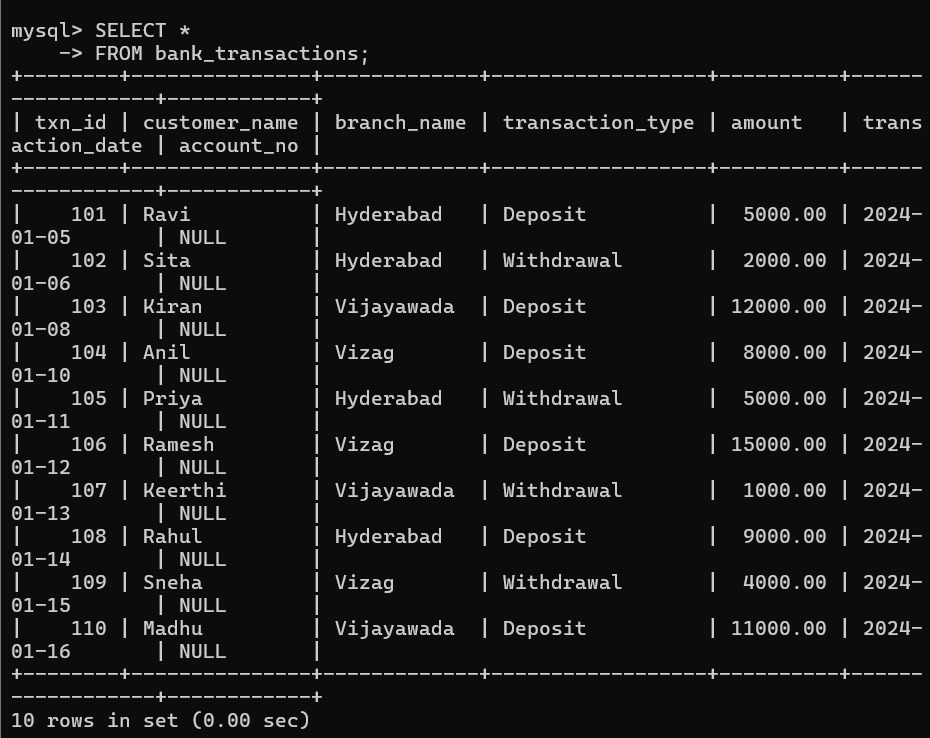 mysql> SELECT *
    -> FROM bank_transactions;
+--------+---------------+-------------+------------------+----------+------
------------+------------+
| txn_id | customer_name | branch_name | transaction_type | amount   | trans
action_date | account_no |
+--------+---------------+-------------+------------------+----------+------
------------+------------+
|    101 | Ravi          | Hyderabad   | Deposit          |  5000.00 | 2024-
01-05       | NULL       |
|    102 | Sita          | Hyderabad   | Withdrawal       |  2000.00 | 2024-
01-06       | NULL       |
|    103 | Kiran         | Vijayawada  | Deposit          | 12000.00 | 2024-
01-08       | NULL       |
|    104 | Anil          | Vizag       | Deposit          |  8000.00 | 2024-
01-10       | NULL       |
|    105 | Priya         | Hyderabad   | Withdrawal       |  5000.00 | 2024-
01-11       | NULL       |
|    106 | Ramesh        | Vizag       | Deposit          | 15000.00 | 2024-
01-12       | NULL       |
|    107 | Keerthi       | Vijayawada  | Withdrawal       |  1000.00 | 2024-
01-13       | NULL       |
|    108 | Rahul         | Hyderabad   | Deposit          |  9000.00 | 2024-
01-14       | NULL       |
|    109 | Sneha         | Vizag       | Withdrawal       |  4000.00 | 2024-
01-15       | NULL       |
|    110 | Madhu         | Vijayawada  | Deposit          | 11000.00 | 2024-
01-16       | NULL       |
+--------+---------------+-------------+------------------+----------+------
------------+------------+
10 rows in set (0.00 sec)